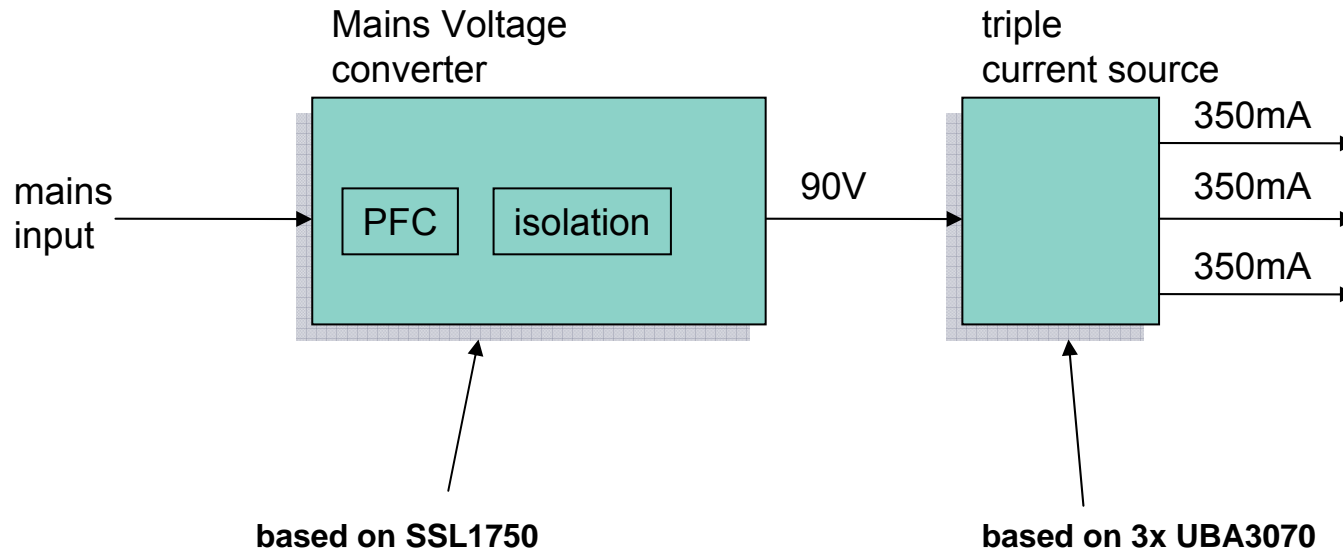 Mains Voltage
converter
triple
current source
mains
input
PFC
isolation
90V
350mA
350mA
350mA
based on SSL1750
based on 3x UBA3070